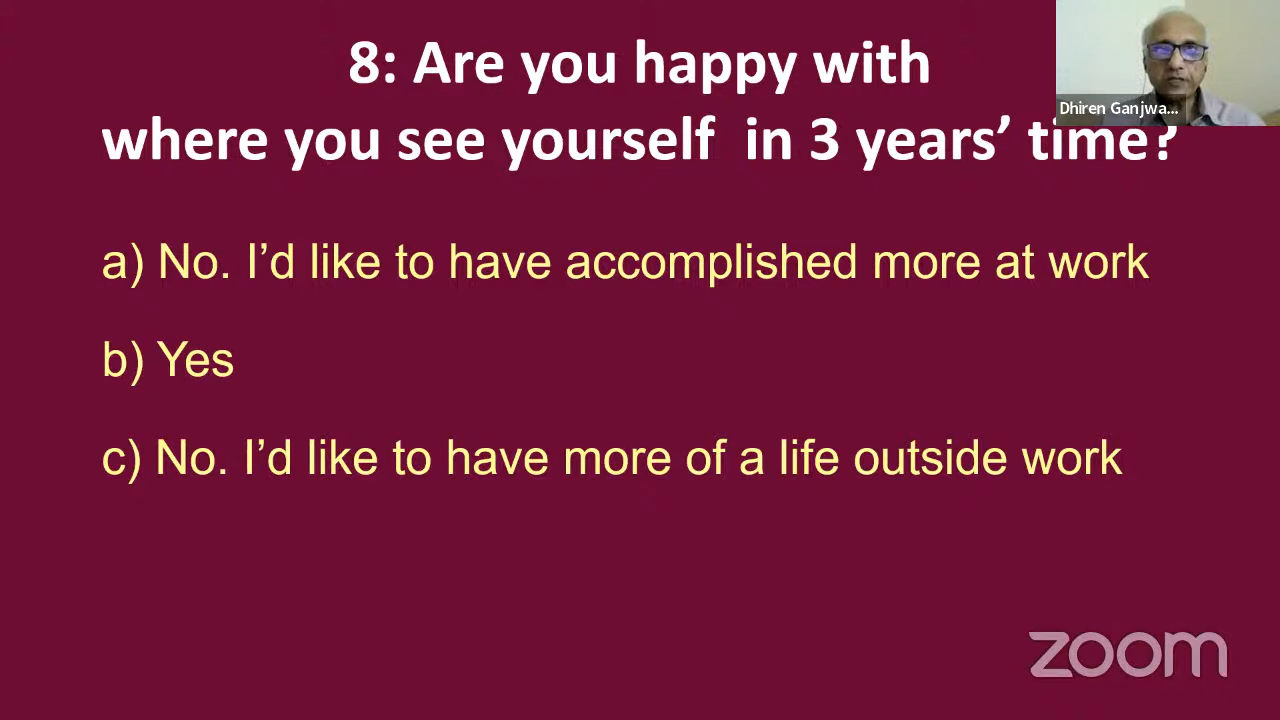 8: Are you happy with
where you see yourself in 3 years’ time?
Dhiren Ganjwa...
a) No. I’d like to have accomplished more at work
b) Yes
c) No. I’d like to have more of a life outside work
zoom